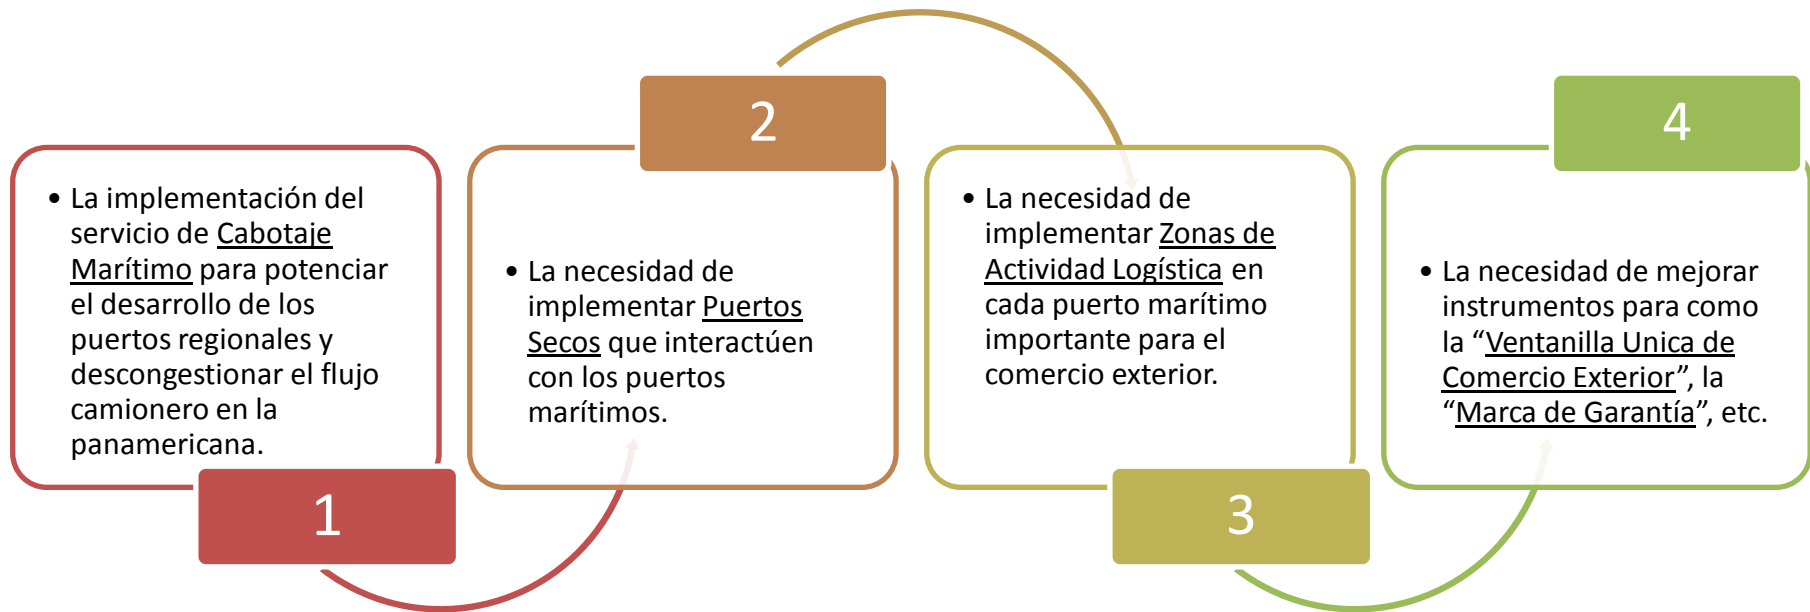 • La implementación del
servicio de Cabotaje
Marítimo para potenciar
el desarrollo de los
puertos regionales y
descongestionar el flujo
camionero en la
panamericana.
1
2
• La necesidad de
implementar Puertos
Secos que interactúen
con los puertos
marítimos.
• La necesidad de
implementar Zonas de
Actividad Logística en
cada puerto marítimo
importante para el
comercio exterior.
3
4
• La necesidad de mejorar
instrumentos para como
la “Ventanilla Unica de
Comercio Exterior”, la
“Marca de Garantía”, etc.